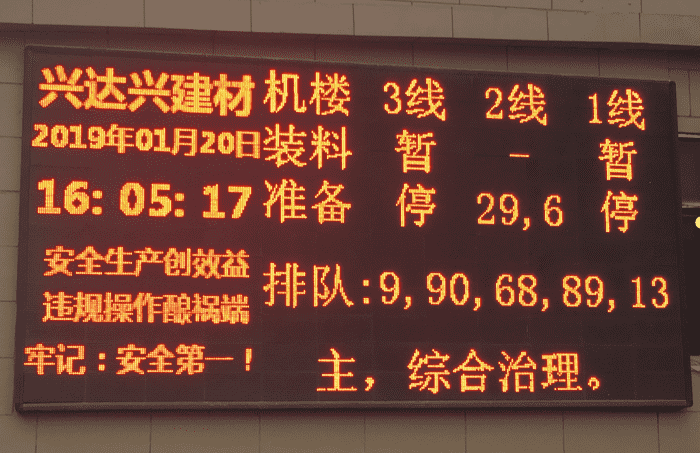 兴达兴建材
2019年01月20日
16:05:17
安全生产创效益
违规操作酿祸端
牢记：安全第一！
机楼 3线 2线 1线
装料 暂 - 暂
准备 停 29,6 停
排队:9,90,68,89,13
主，综合治理。